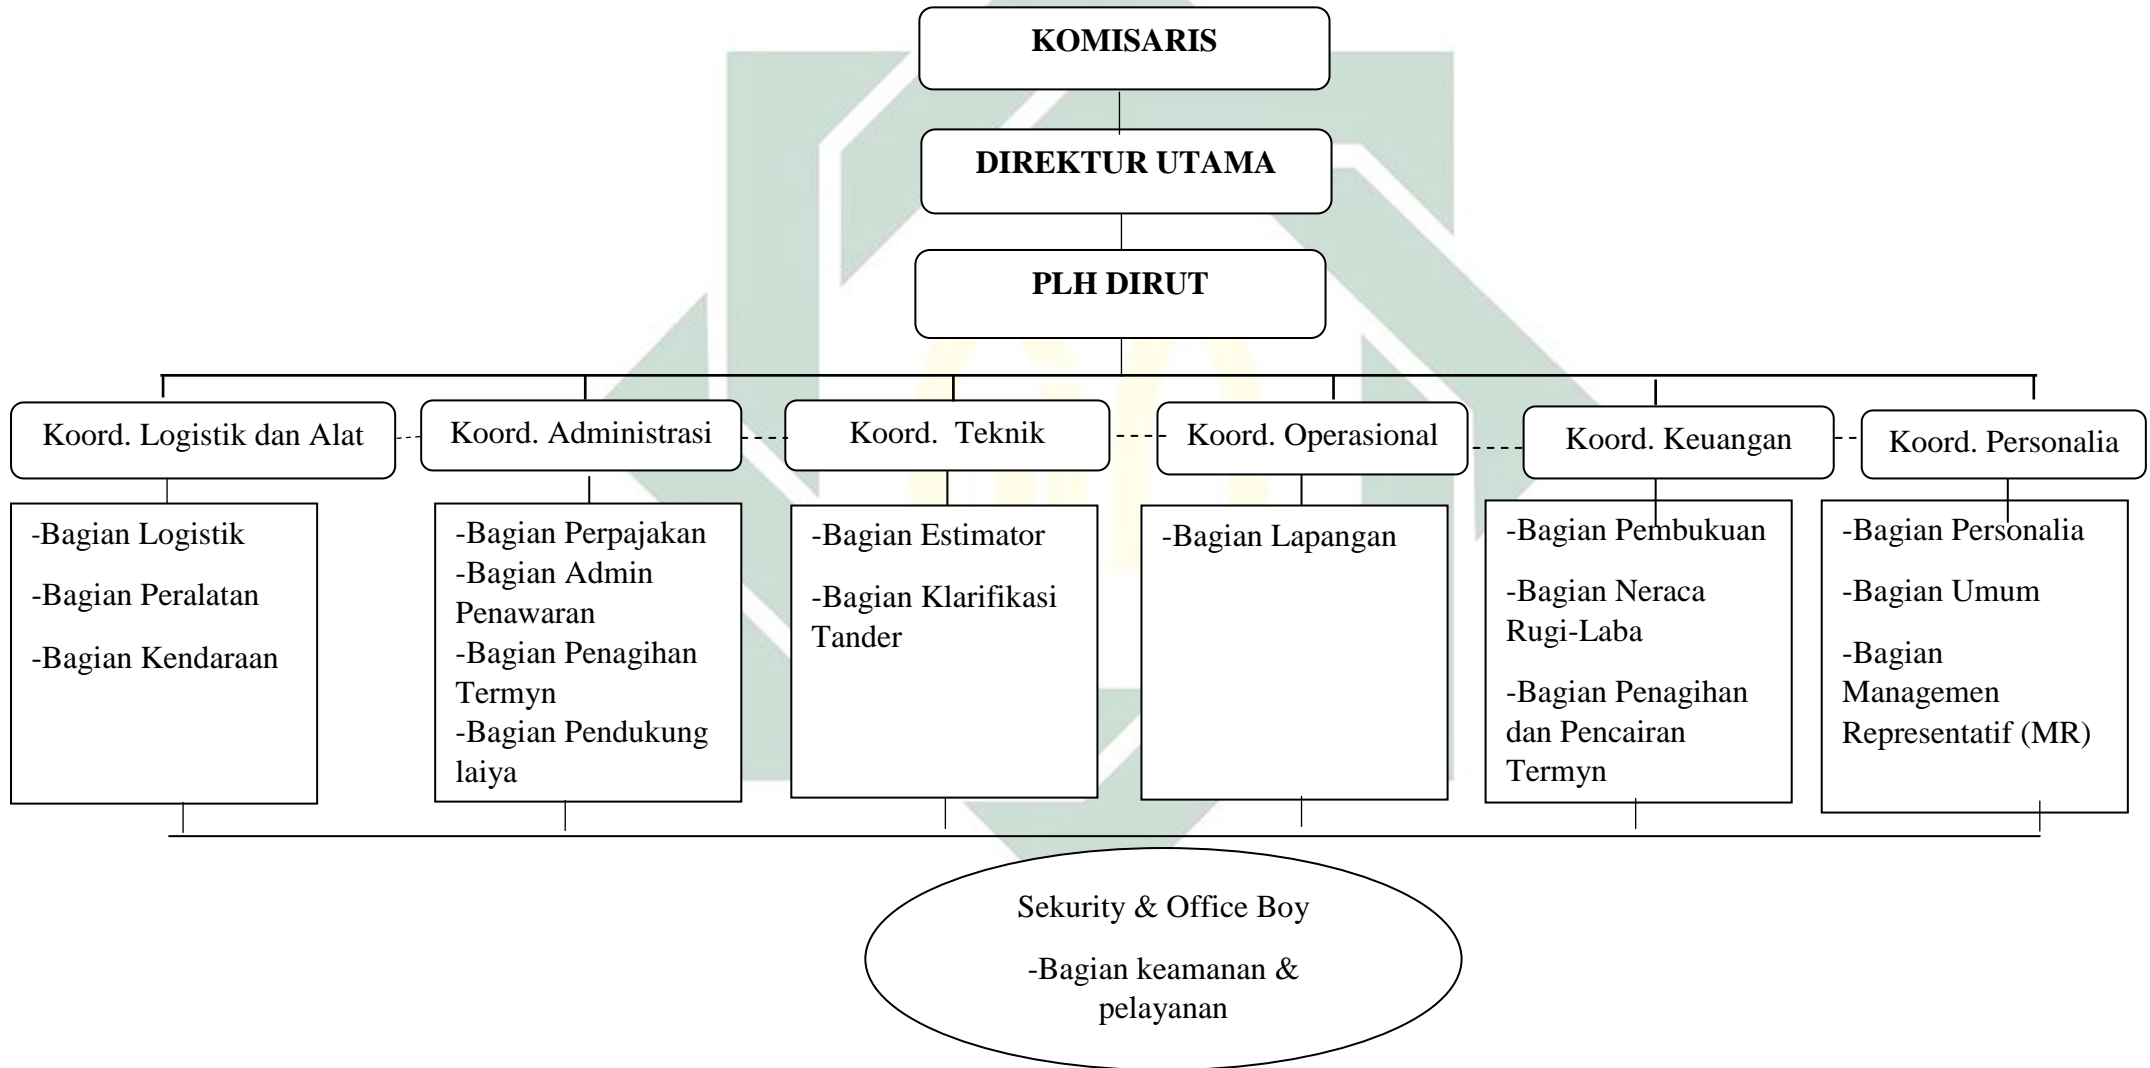 KOMISARIS
DIREKTUR UTAMA
PLH DIRUT
Koord. Logistik dan Alat
Koord. Administrasi
Koord. Teknik
Koord. Operasional
Koord. Keuangan
Koord. Personalia
-Bagian Logistik
-Bagian Peralatan
-Bagian Kendaraan
-Bagian Perpajakan
-Bagian Admin
Penawaran
-Bagian Penagihan
Termyn
-Bagian Pendukung
laiya
-Bagian Estimator
-Bagian Klarifikasi
Tander
-Bagian Lapangan
-Bagian Pembukuan
-Bagian Neraca
Rugi-Laba
-Bagian Penagihan
dan Pencairan
Termyn
-Bagian Personalia
-Bagian Umum
-Bagian
Managemen
Representatif (MR)
Sekurity & Office Boy
-Bagian keamanan &
pelayanan